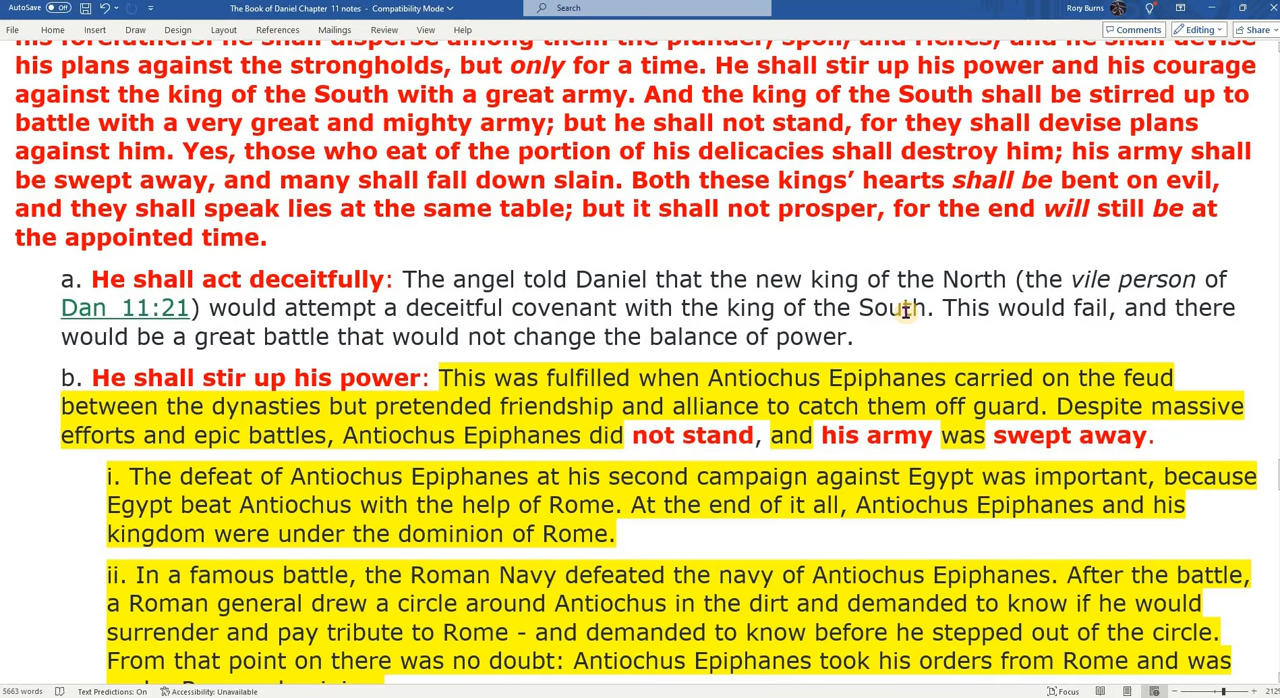 AutoSave Off The Book of Daniel Chapter 11 notes - Compatibility Mode Search Rory Burns
File Home Insert Draw Design Layout References Mailings Review View Help Comments Editing Share
his forefathers: he shall disperse among them the plunder, spoil, and riches; and he shall devise
his plans against the strongholds, but only for a time. He shall stir up his power and his courage
against the king of the South with a great army. And the king of the South shall be stirred up to
battle with a very great and mighty army; but he shall not stand, for they shall devise plans
against him. Yes, those who eat of the portion of his delicacies shall destroy him; his army shall
be swept away, and many shall fall down slain. Both these kings’ hearts shall be bent on evil,
and they shall speak lies at the same table; but it shall not prosper, for the end will still be at
the appointed time.
a. He shall act deceitfully: The angel told Daniel that the new king of the North (the vile person of
Dan_11:21) would attempt a deceitful covenant with the king of the South. This would fail, and there
would be a great battle that would not change the balance of power.
b. He shall stir up his power: This was fulfilled when Antiochus Epiphanes carried on the feud
between the dynasties but pretended friendship and alliance to catch them off guard. Despite massive
efforts and epic battles, Antiochus Epiphanes did not stand, and his army was swept away.
i. The defeat of Antiochus Epiphanes at his second campaign against Egypt was important, because
Egypt beat Antiochus with the help of Rome. At the end of it all, Antiochus Epiphanes and his
kingdom were under the dominion of Rome.
ii. In a famous battle, the Roman Navy defeated the navy of Antiochus Epiphanes. After the battle,
a Roman general drew a circle around Antiochus in the dirt and demanded to know if he would
surrender and pay tribute to Rome - and demanded to know before he stepped out of the circle.
From that point on there was no doubt: Antiochus Epiphanes took his orders from Rome and was
5663 words Text Predictions: On Accessibility: Unavailable Focus 212%